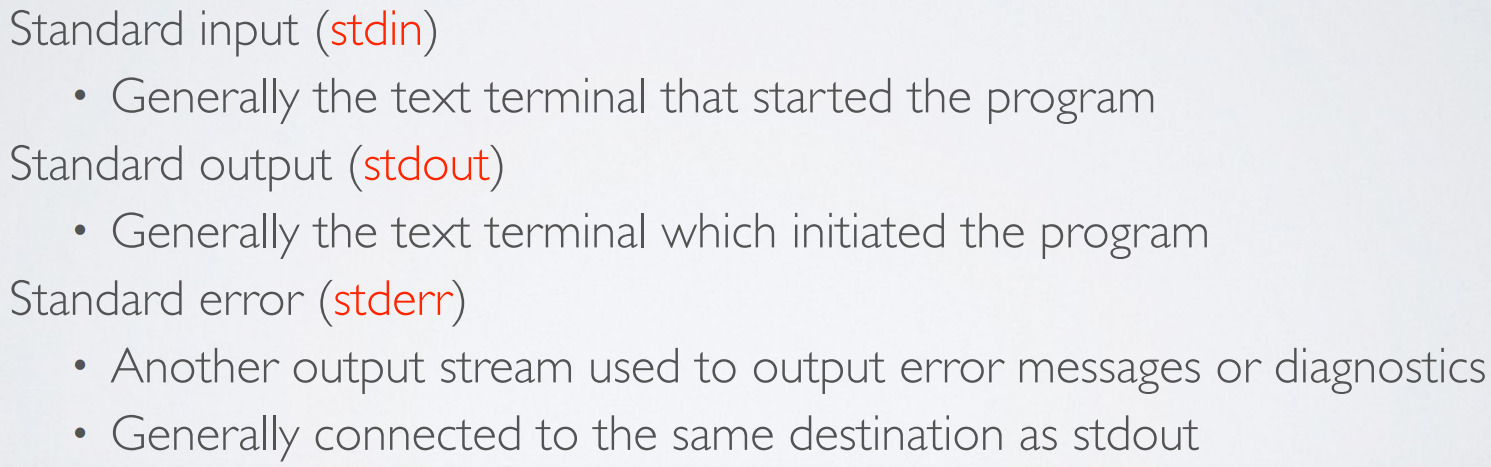 Standard input (stdin)
• Generally the text terminal that started the program
Standard output (stdout)
• Generally the text terminal which initiated the program
Standard error (stderr)
• Another output stream used to output error messages or diagnostics
• Generally connected to the same destination as stdout